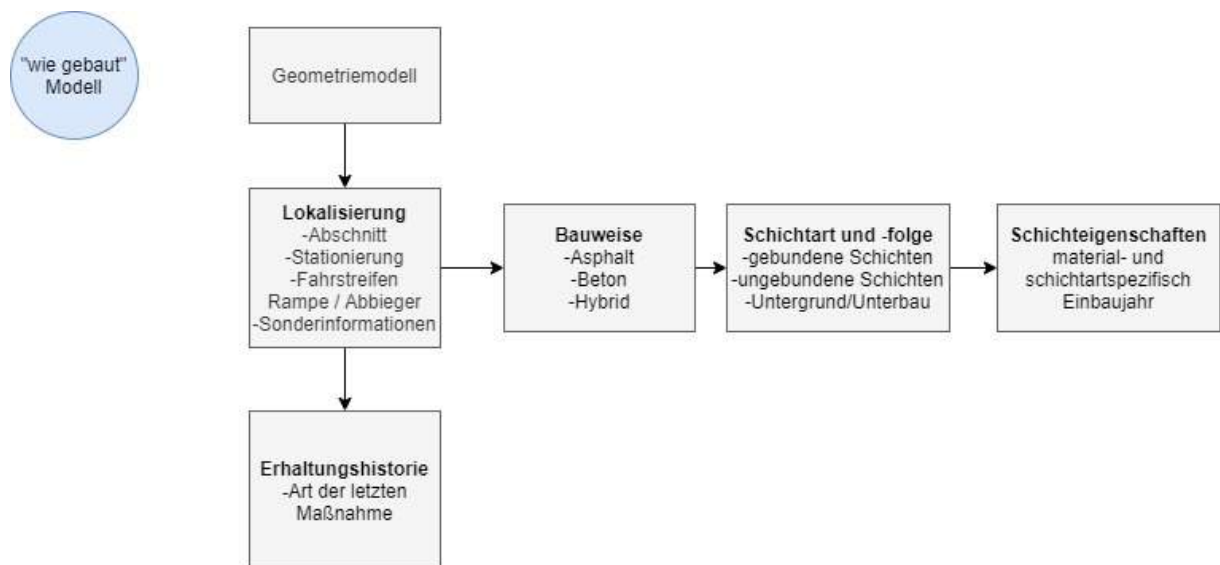 "wie gebaut"
Modell
Geometriemodell
Lokalisierung
-Abschnitt
-Stationierung
-Fahrstreifen
Rampe / Abbieger
-Sonderinformationen
Bauweise
-Asphalt
-Beton
-Hybrid
Schichtart und -folge
-gebundene Schichten
-ungebundene Schichten
-Untergrund/Unterbau
Schichteigenschaften
material- und
schichtartspezifisch
Einbaujahr
Erhaltungshistorie
-Art der letzten
Maßnahme